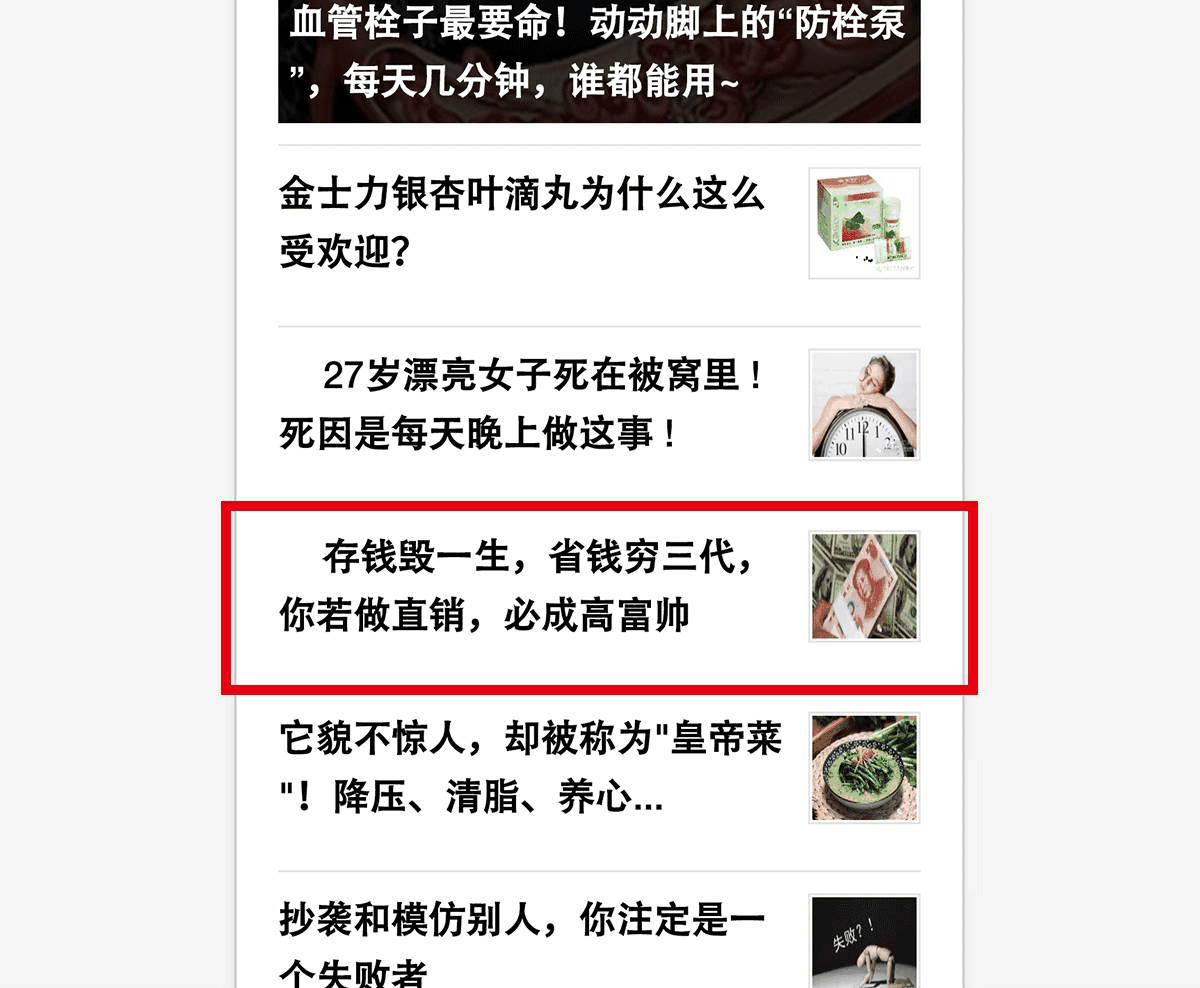 血管栓子最要命！动动脚上的“防栓泵
”，每天几分钟，谁都能用~
金士力银杏叶滴丸为什么这么
受欢迎？
27岁漂亮女子死在被窝里！
死因是每天晚上做这事！
11 12 1
10
存钱毁一生，省钱穷三代，
你若做直销，必成高富帅
它貌不惊人，却被称为"皇帝菜
"！降压、清脂、养心...
抄袭和模仿别人，你注定是一
个失败者
失败？！